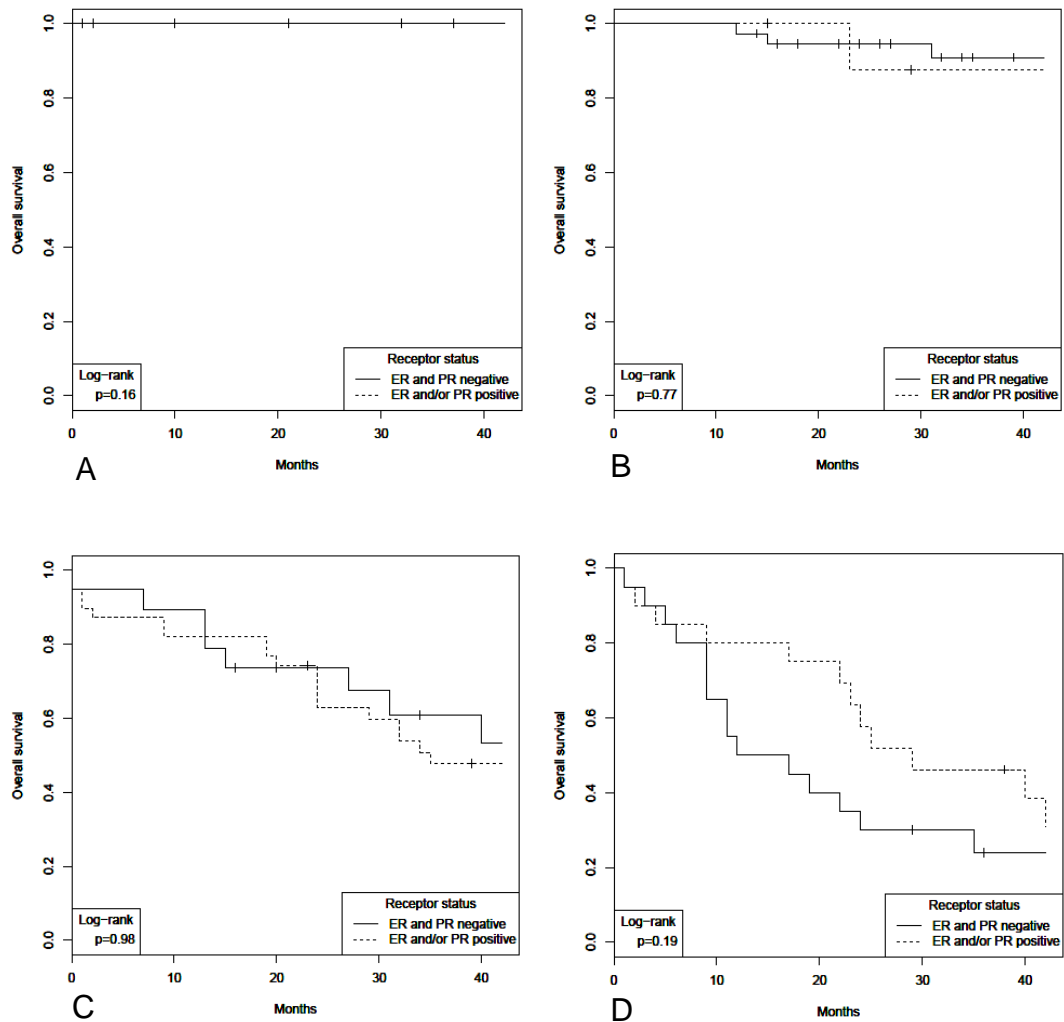 Overall survival
1.0
0.8
0.6
0.4
0.2
0.0
Log−rank
p=0.16
Receptor status
ER and PR negative
ER and/or PR positive
0 10 20 30 40
Months
A
Overall survival
1.0
0.8
0.6
0.4
0.2
0.0
Log−rank
p=0.77
Receptor status
ER and PR negative
ER and/or PR positive
0 10 20 30 40
Months
B
Overall survival
1.0
0.8
0.6
0.4
0.2
0.0
Log−rank
p=0.98
Receptor status
ER and PR negative
ER and/or PR positive
0 10 20 30 40
Months
C
Overall survival
1.0
0.8
0.6
0.4
0.2
0.0
Log−rank
p=0.19
Receptor status
ER and PR negative
ER and/or PR positive
0 10 20 30 40
Months
D